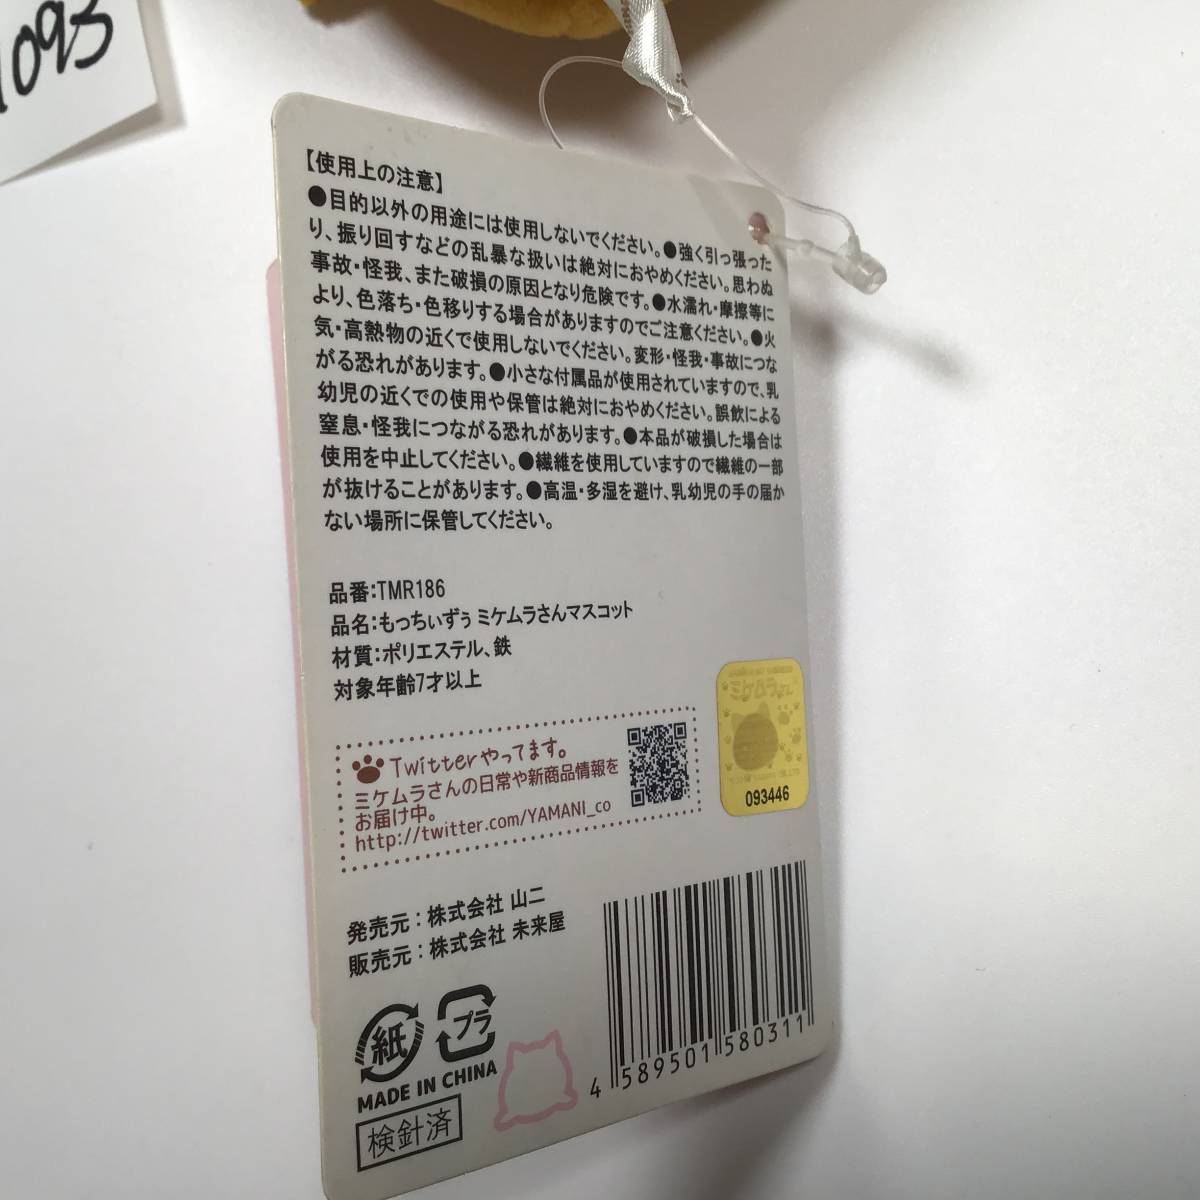 1093
【使用上の注意】
●目的以外の用途には使用しないでください。●強く引っ張った
り、振り回すなどの乱暴な扱いは絶対におやめください。思わぬ
事故・怪我、また破損の原因となり危険です。●水濡れ・摩擦等に
より、色落ち・色移りする場合がありますのでご注意ください。●火
気・高熱物の近くで使用しないでください。変形・怪我・事故につな
がる恐れがあります。●小さな付属品が使用されていますので、乳
幼児の近くでの使用や保管は絶対におやめください。誤飲による
窒息・怪我につながる恐れがあります。●本品が破損した場合は
使用を中止してください。●繊維を使用していますので繊維の一部
が抜けることがあります。●高温・多湿を避け、乳幼児の手の届か
ない場所に保管してください。
品番:TMR186
品名:もっちぃずぅ ミケムラさんマスコット
材質:ポリエステル、鉄
対象年齢7才以上
Twitterやってます。
ミケムラさんの日常や新商品情報を
お届け中。
http://twitter.com/YAMANI_co
ミケムラさん
093446
発売元:株式会社 山二
販売元:株式会社 未来屋
紙 プラ
MADE IN CHINA
検針済
4 589501 580311